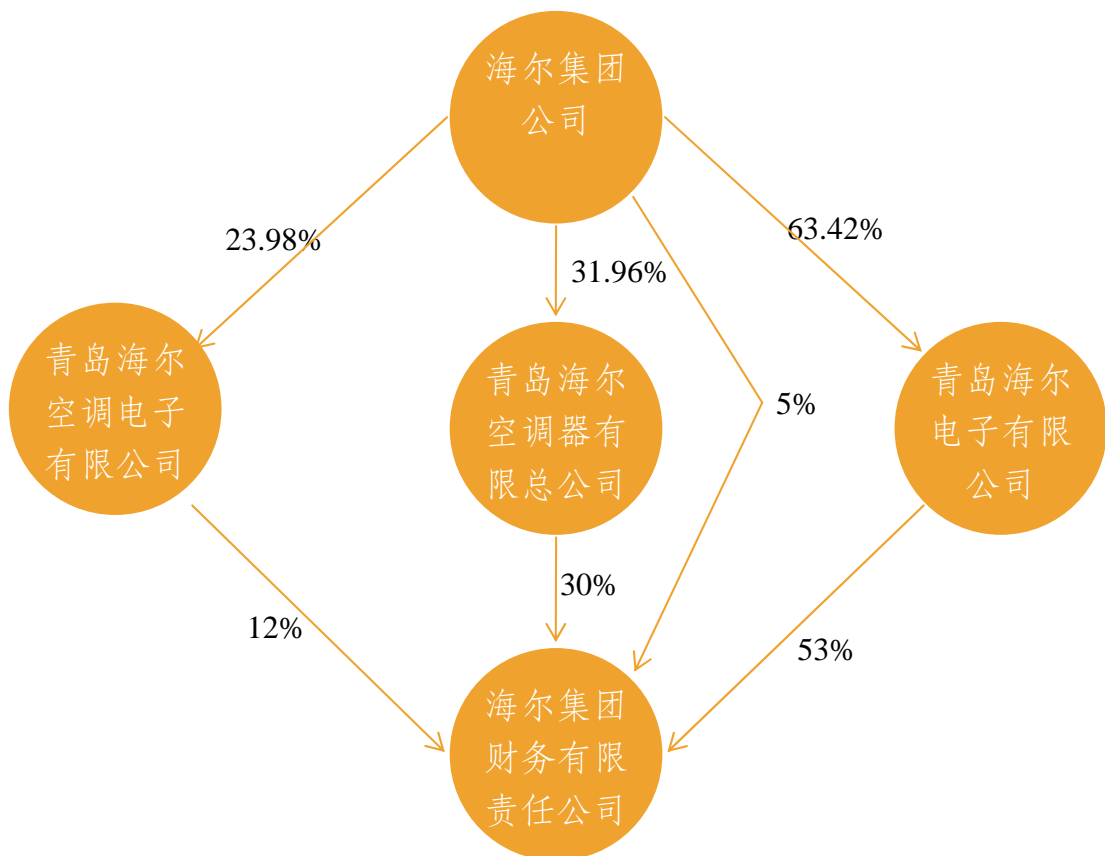 海尔集团
公司
23.98%
31.96%
63.42%
5%
青岛海尔
空调电子
有限公司
青岛海尔
空调器有
限总公司
青岛海尔
电子有限
公司
12%
30%
53%
海尔集团
财务有限
责任公司